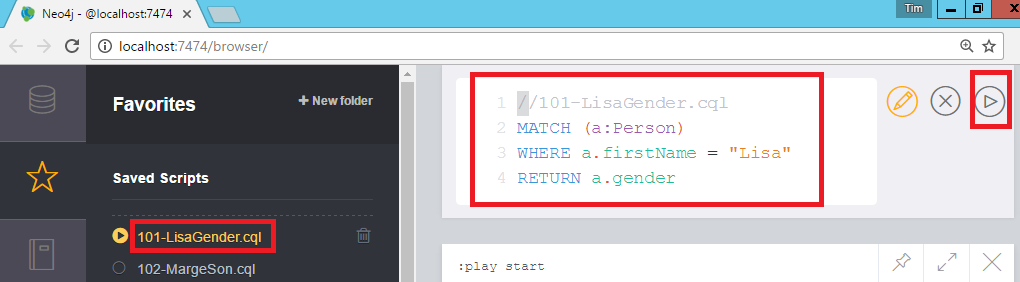 Neo4j - @localhost:7474
Tim
localhost:7474/browser/
Favorites
+ New folder
Saved Scripts
101-LisaGender.cql
102-MargeSon.cql
1 //101-LisaGender.cql
2 MATCH (a:Person)
3 WHERE a.firstName = "Lisa"
4 RETURN a.gender
:play start